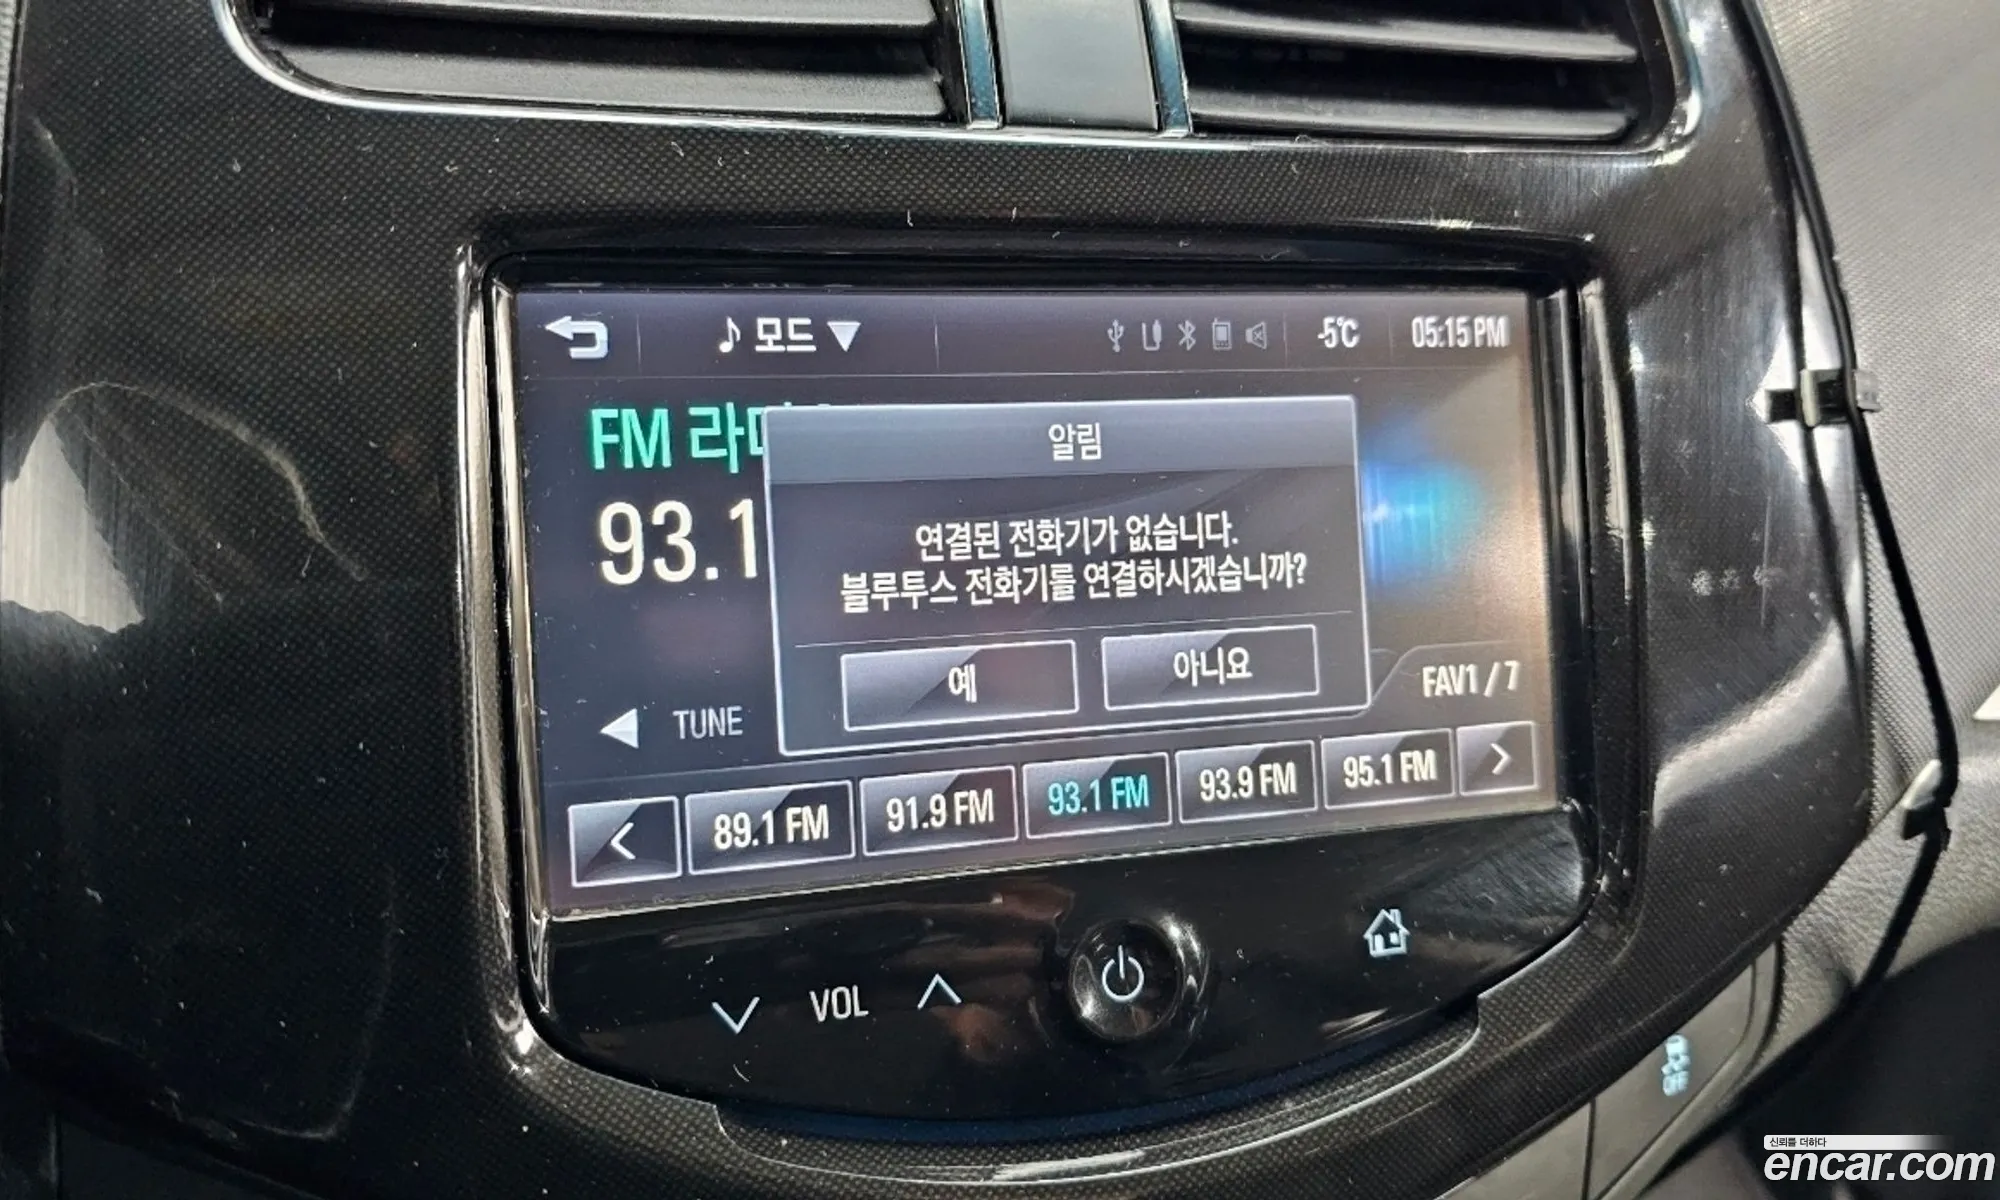 모드
-5℃
05:15 PM
FM 라디
93.1
알림
연결된 전화기가 없습니다.
블루투스 전화기를 연결하시겠습니까?
예
아니요
TUNE
FAV1 / 7
89.1 FM
91.9 FM
93.1 FM
93.9 FM
95.1 FM
VOL
신뢰를 더하다
encar.com